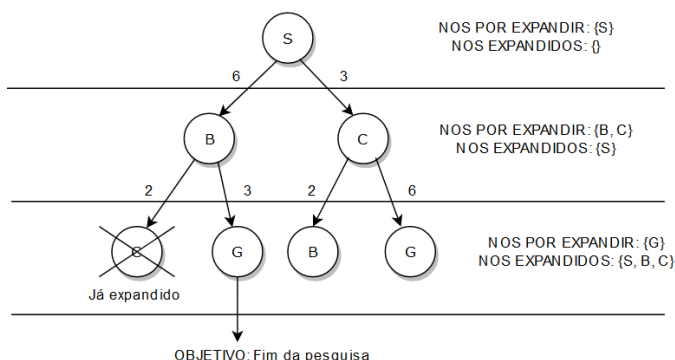 S
NOS POR EXPANDIR: {S}
NOS EXPANDIDOS: {}
6
3
B
C
NOS POR EXPANDIR: {B, C}
NOS EXPANDIDOS: {S}
2
3
2
6
C
G
B
G
NOS POR EXPANDIR: {G}
NOS EXPANDIDOS: {S, B, C}
Já expandido
OBJETIVO: Fim da pesquisa